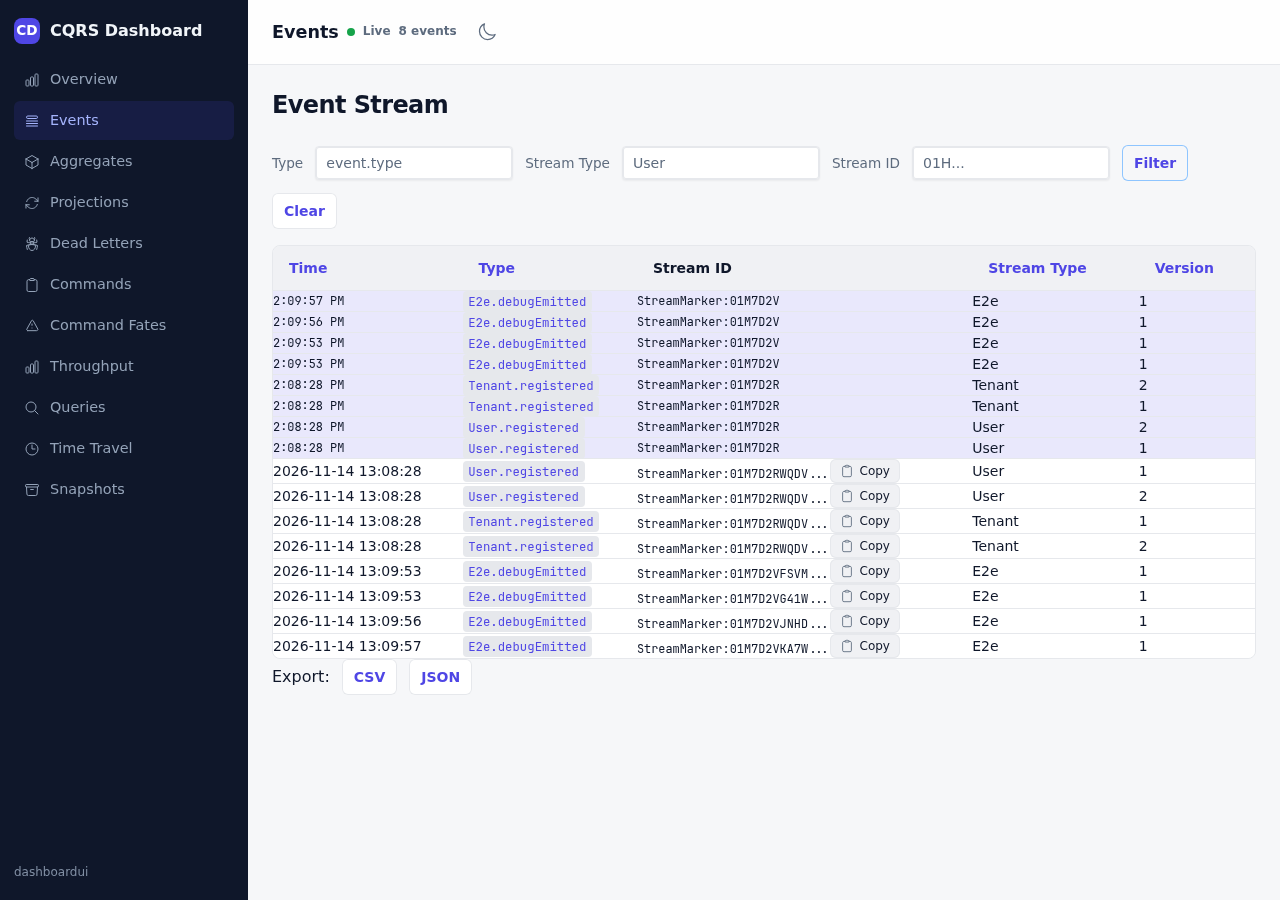 CD CQRS Dashboard
Overview
Events
Aggregates
Projections
Dead Letters
Commands
Command Fates
Throughput
Queries
Time Travel
Snapshots
dashboardui
Events Live 8 events
Event Stream
Type event.type Stream Type User Stream ID 01H... Filter
Clear
Time Type Stream ID Stream Type Version
2:09:57 PM E2e.debugEmitted StreamMarker:01M7D2V E2e 1
2:09:56 PM E2e.debugEmitted StreamMarker:01M7D2V E2e 1
2:09:53 PM E2e.debugEmitted StreamMarker:01M7D2V E2e 1
2:09:53 PM E2e.debugEmitted StreamMarker:01M7D2V E2e 1
2:08:28 PM Tenant.registered StreamMarker:01M7D2R Tenant 2
2:08:28 PM Tenant.registered StreamMarker:01M7D2R Tenant 1
2:08:28 PM User.registered StreamMarker:01M7D2R User 2
2:08:28 PM User.registered StreamMarker:01M7D2R User 1
2026-11-14 13:08:28 User.registered StreamMarker:01M7D2RWQDV... Copy User 1
2026-11-14 13:08:28 User.registered StreamMarker:01M7D2RWQDV... Copy User 2
2026-11-14 13:08:28 Tenant.registered StreamMarker:01M7D2RWQDV... Copy Tenant 1
2026-11-14 13:08:28 Tenant.registered StreamMarker:01M7D2RWQDV... Copy Tenant 2
2026-11-14 13:09:53 E2e.debugEmitted StreamMarker:01M7D2VFSVM... Copy E2e 1
2026-11-14 13:09:53 E2e.debugEmitted StreamMarker:01M7D2VG41W... Copy E2e 1
2026-11-14 13:09:56 E2e.debugEmitted StreamMarker:01M7D2VJNHD... Copy E2e 1
2026-11-14 13:09:57 E2e.debugEmitted StreamMarker:01M7D2VKA7W... Copy E2e 1
Export: CSV JSON